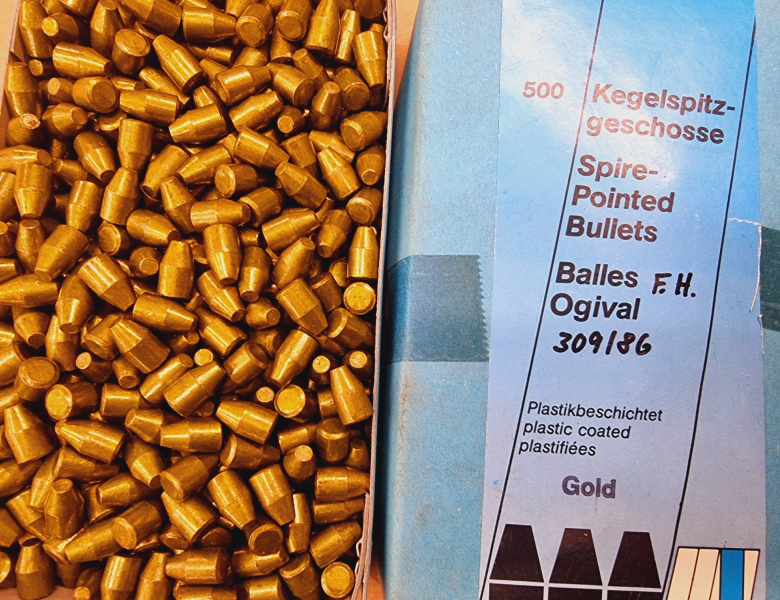 500 Kegelspitz-
geschosse
Spire-
Pointed
Bullets
Balles F.H.
Ogival
309/86
Plastikbeschichtet
plastic coated
plastifiées
Gold